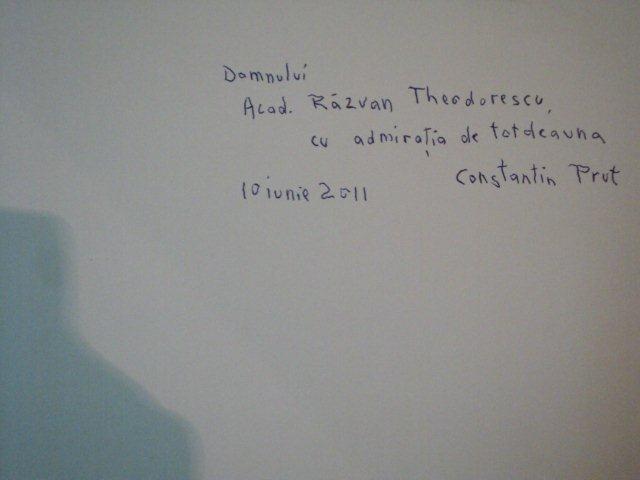 Domnului
Acad. Răzvan Theodorescu,
cu admirația de totdeauna
Constantin Prut
10 iunie 2011